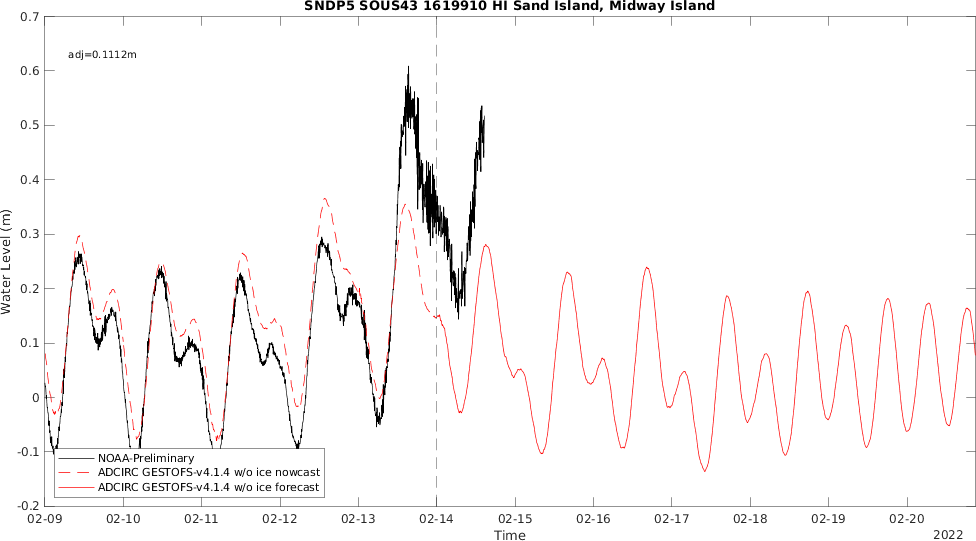 SNDP5 SOUS43 1619910 HI Sand Island, Midway Island
adj=0.1112m
0.7
0.6
0.5
0.4
0.3
0.2
0.1
0
-0.1
-0.2
Water Level (m)
NOAA-Preliminary
ADCIRC GESTOFS-v4.1.4 w/o ice nowcast
ADCIRC GESTOFS-v4.1.4 w/o ice forecast
02-09 02-10 02-11 02-12 02-13 02-14 02-15 02-16 02-17 02-18 02-19 02-20
Time
2022